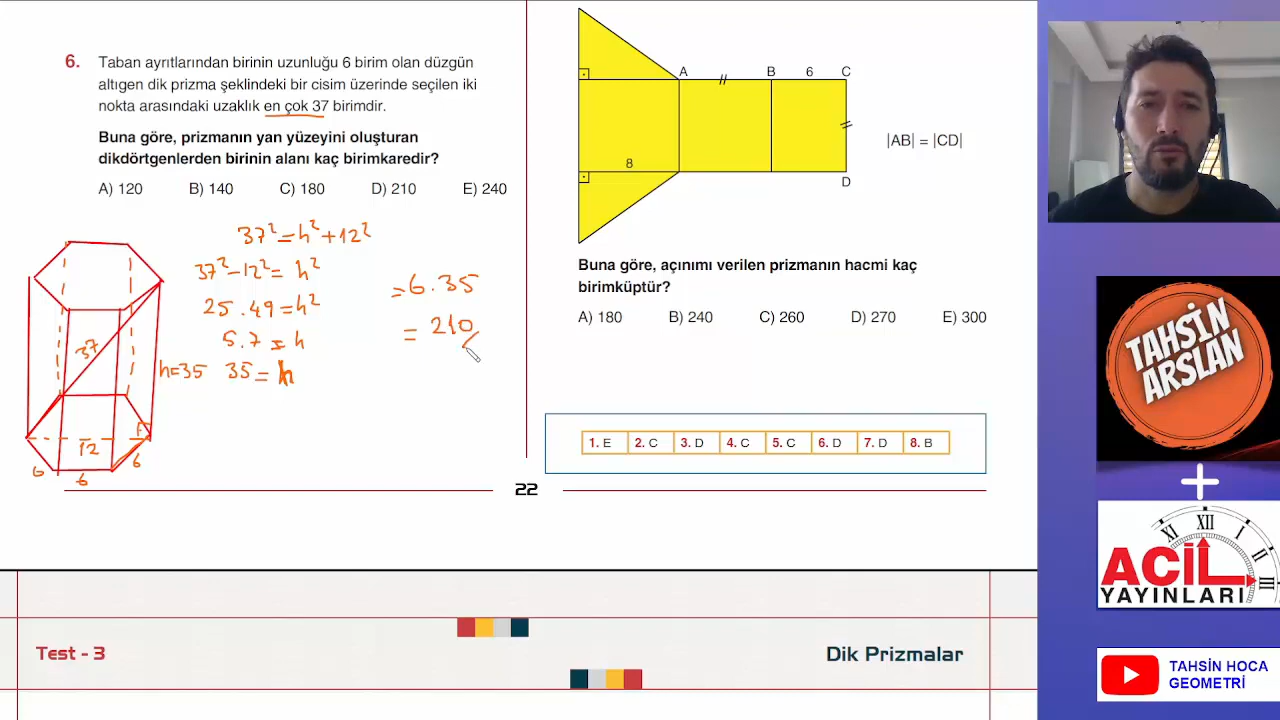 6. Taban ayrıtlarından birinin uzunluğu 6 birim olan düzgün
altıgen dik prizma şeklindeki bir cisim üzerinde seçilen iki
nokta arasındaki uzaklık en çok 37 birimdir.
Buna göre, prizmanın yan yüzeyini oluşturan
dikdörtgenlerden birinin alanı kaç birimkaredir?
A) 120 B) 140 C) 180 D) 210 E) 240
37² = h² + 12²
37² - 12² = h²
25 . 49 = h²
5.7 = h
35 = h
= 6.35
= 210
37
h=35
12
6
6
6
A B 6 C
8
D
|AB| = |CD|
Buna göre, açınımı verilen prizmanın hacmi kaç
birimküptür?
A) 180 B) 240 C) 260 D) 270 E) 300
1. E 2. C 3. D 4. C 5. C 6. D 7. D 8. B
22
Test - 3
Dik Prizmalar
TAHSİN
ARSLAN
+
XI XII I II III
ACİL
YAYINLARI
TAHSİN HOCA
GEOMETRİ